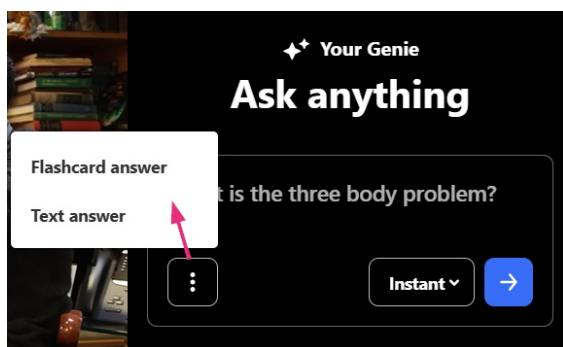 Your Genie
Ask anything
Flashcard answer
Text answer
t is the three body problem?
Instant